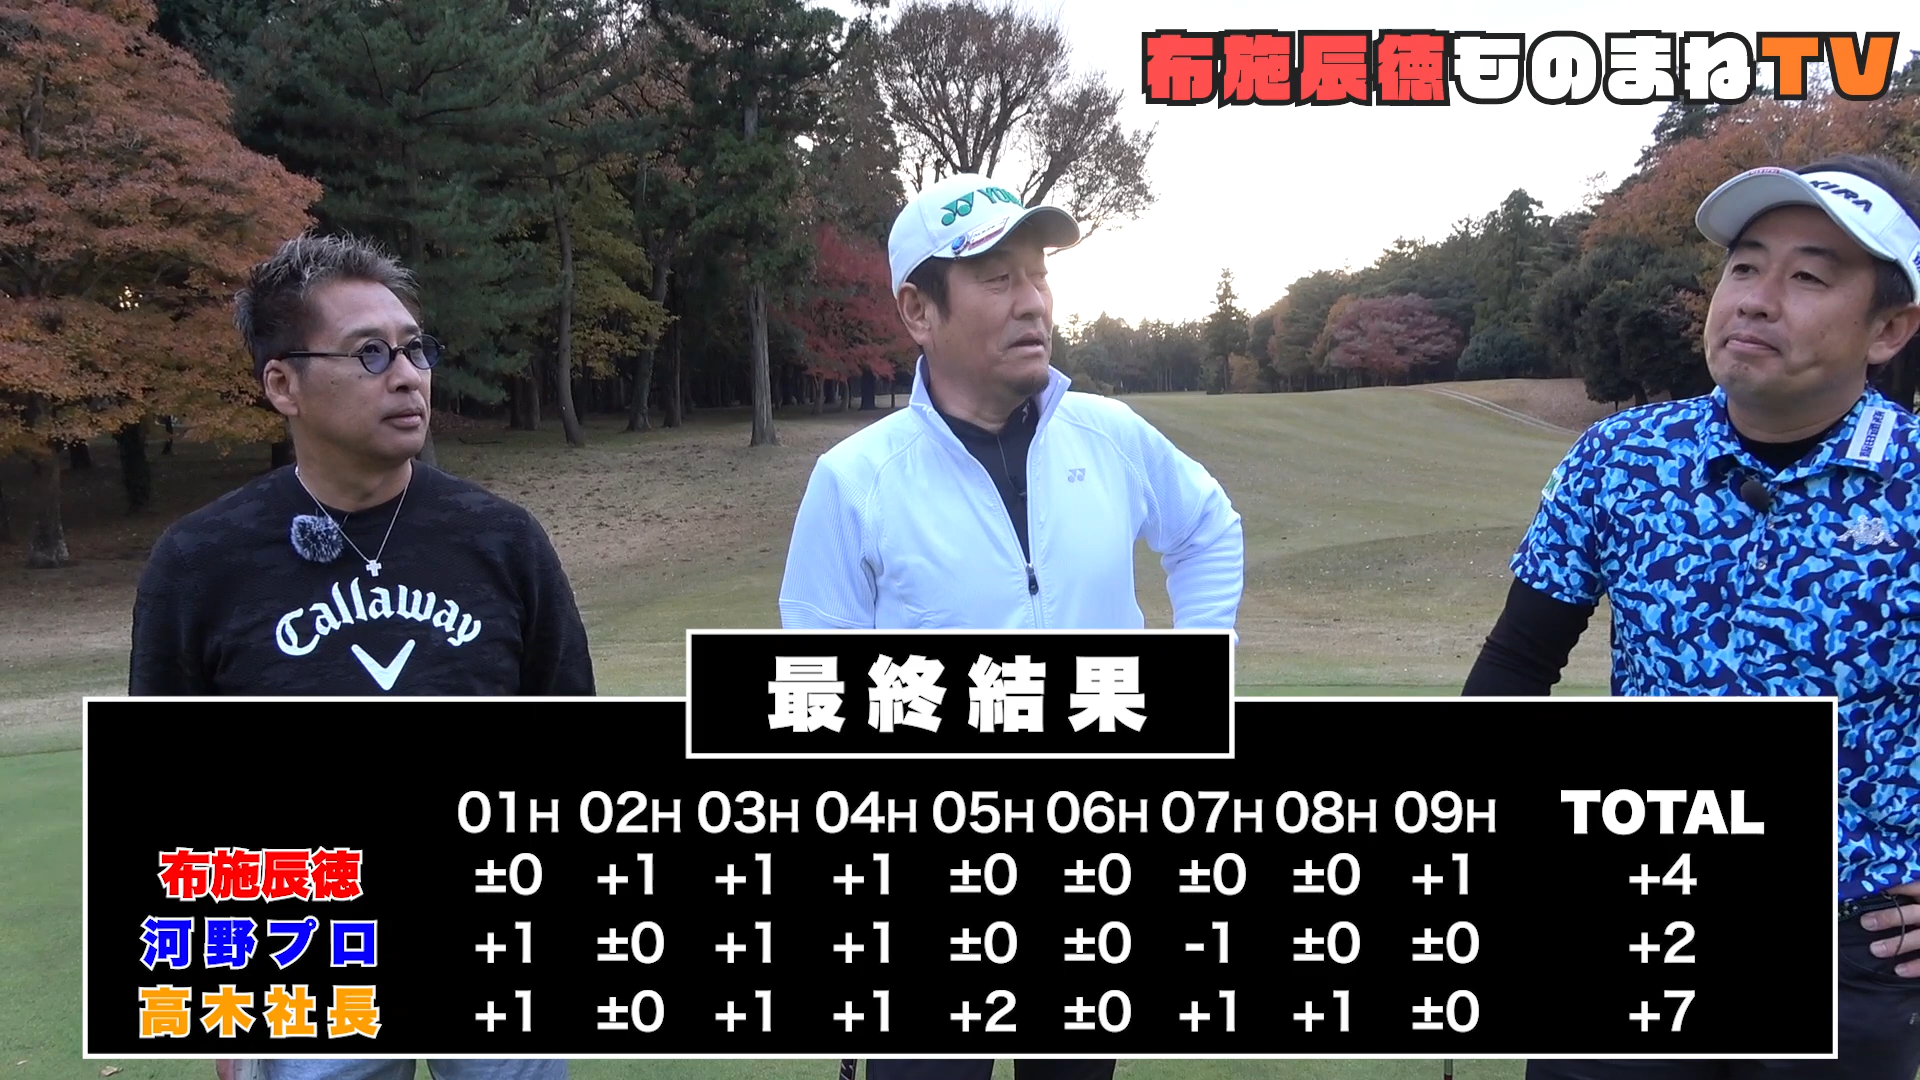 布施辰徳ものまねTV
YONEX
KIRA
Callaway
最終結果
01H 02H 03H 04H 05H 06H 07H 08H 09H TOTAL
布施辰徳 ±0 +1 +1 +1 ±0 ±0 ±0 ±0 +1 +4
河野プロ +1 ±0 +1 +1 ±0 ±0 -1 ±0 ±0 +2
高木社長 +1 ±0 +1 +1 +2 ±0 +1 +1 ±0 +7